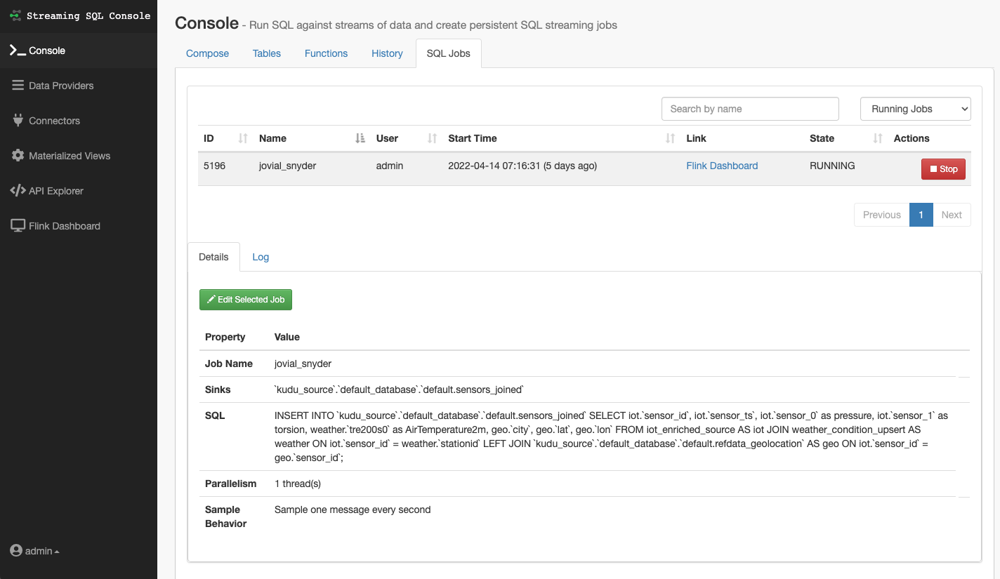 Streaming SQL Console
Console
Data Providers
Connectors
Materialized Views
API Explorer
Flink Dashboard
admin
Console - Run SQL against streams of data and create persistent SQL streaming jobs
Compose Tables Functions History SQL Jobs
Search by name Running Jobs
ID Name User Start Time Link State Actions
5196 jovial_snyder admin 2022-04-14 07:16:31 (5 days ago) Flink Dashboard RUNNING Stop
Previous 1 Next
Details Log
Edit Selected Job
Property Value
Job Name jovial_snyder
Sinks `kudu_source`.`default_database`.`default.sensors_joined`
SQL INSERT INTO `kudu_source`.`default_database`.`default.sensors_joined` SELECT iot.`sensor_id`, iot.`sensor_ts`, iot.`sensor_0` as pressure, iot.`sensor_1` as
torsion, weather.`tre200s0` as AirTemperature2m, geo.`city`, geo.`lat`, geo.`lon` FROM iot_enriched_source AS iot JOIN weather_condition_upsert AS
weather ON iot.`sensor_id` = weather.`stationid` LEFT JOIN `kudu_source`.`default_database`.`default.refdata_geolocation` AS geo ON iot.`sensor_id` =
geo.`sensor_id`;
Parallelism 1 thread(s)
Sample Sample one message every second
Behavior